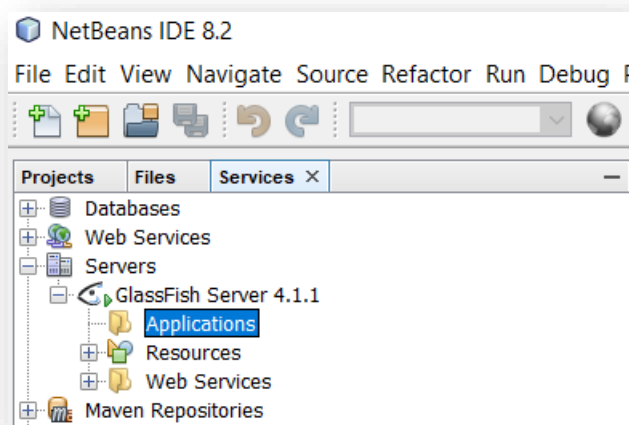 NetBeans IDE 8.2
File Edit View Navigate Source Refactor Run Debug
Projects Files Services
Databases
Web Services
Servers
GlassFish Server 4.1.1
Applications
Resources
Web Services
Maven Repositories